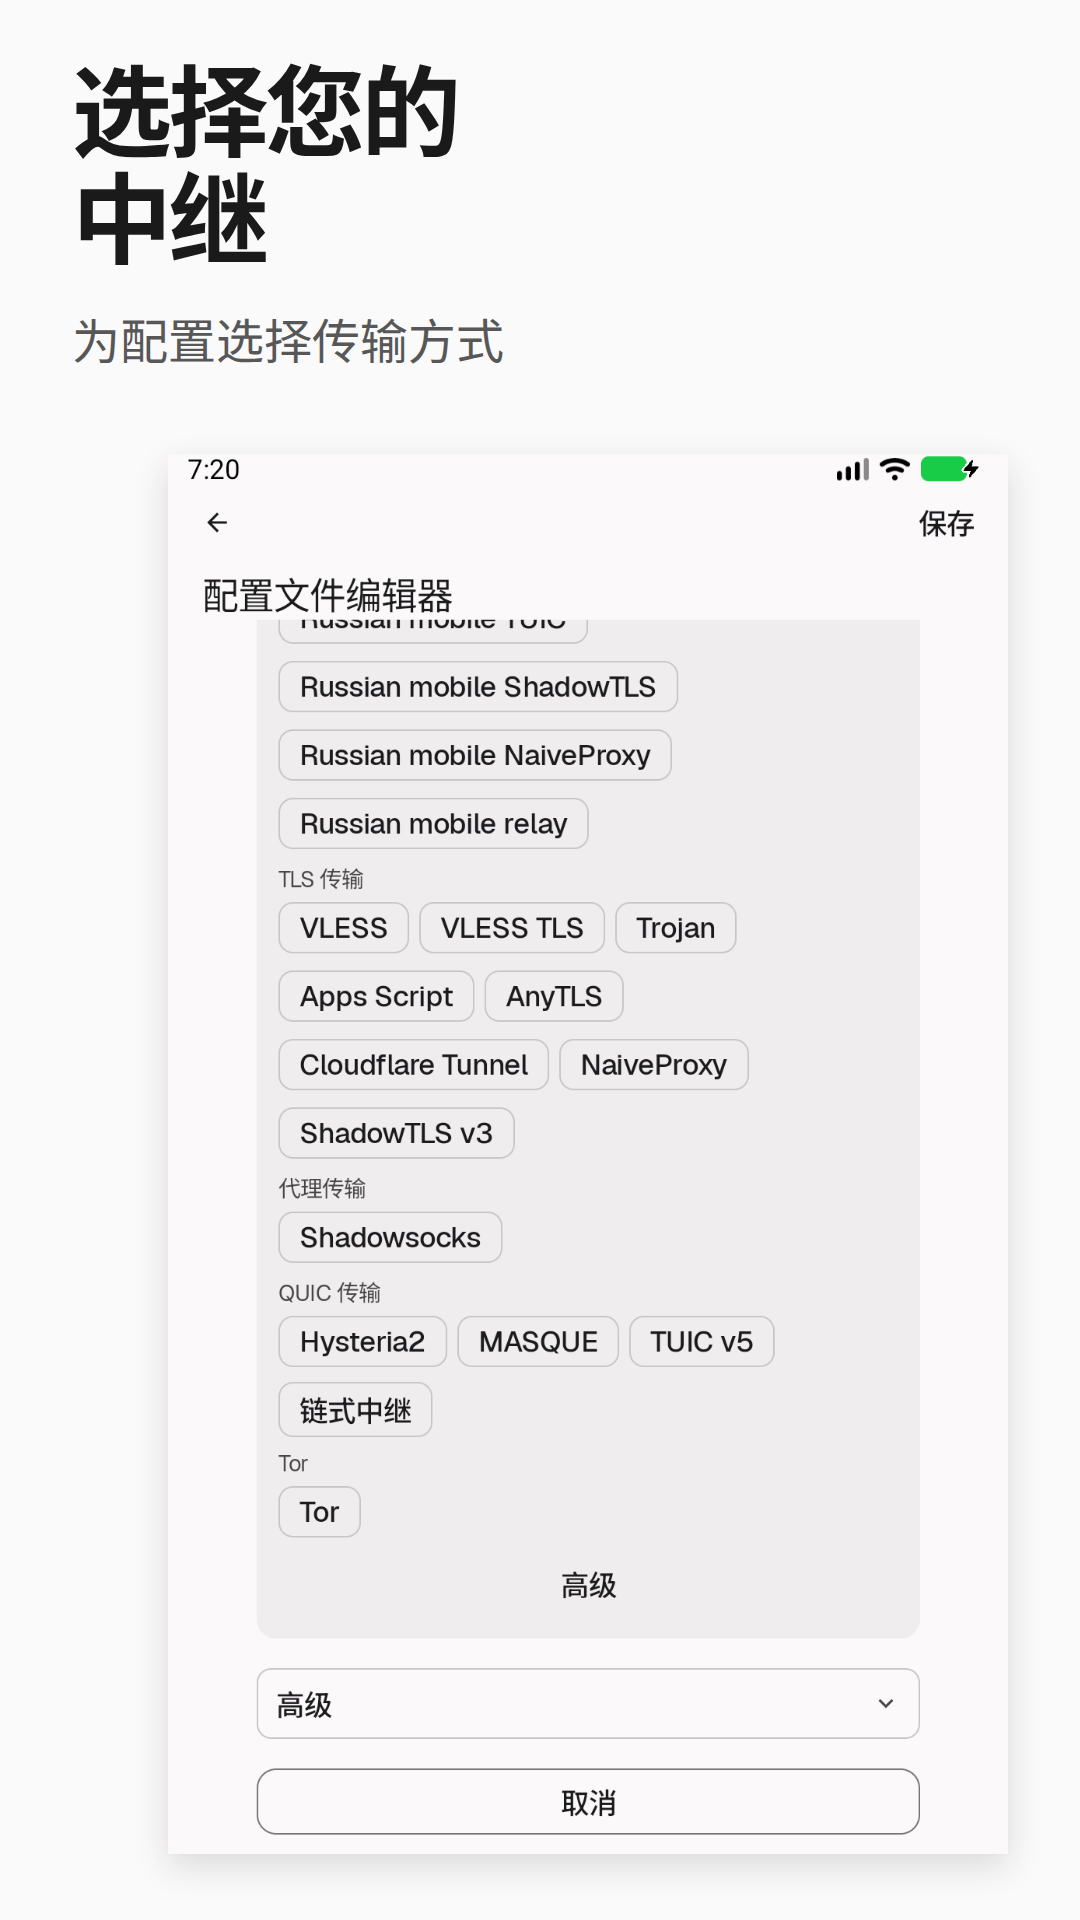 选择您的
中继
为配置选择传输方式
7:20
保存
配置文件编辑器
Russian mobile TUIC
Russian mobile ShadowTLS
Russian mobile NaiveProxy
Russian mobile relay
TLS 传输
VLESS VLESS TLS Trojan
Apps Script AnyTLS
Cloudflare Tunnel NaiveProxy
ShadowTLS v3
代理传输
Shadowsocks
QUIC 传输
Hysteria2 MASQUE TUIC v5
链式中继
Tor
Tor
高级
高级
取消